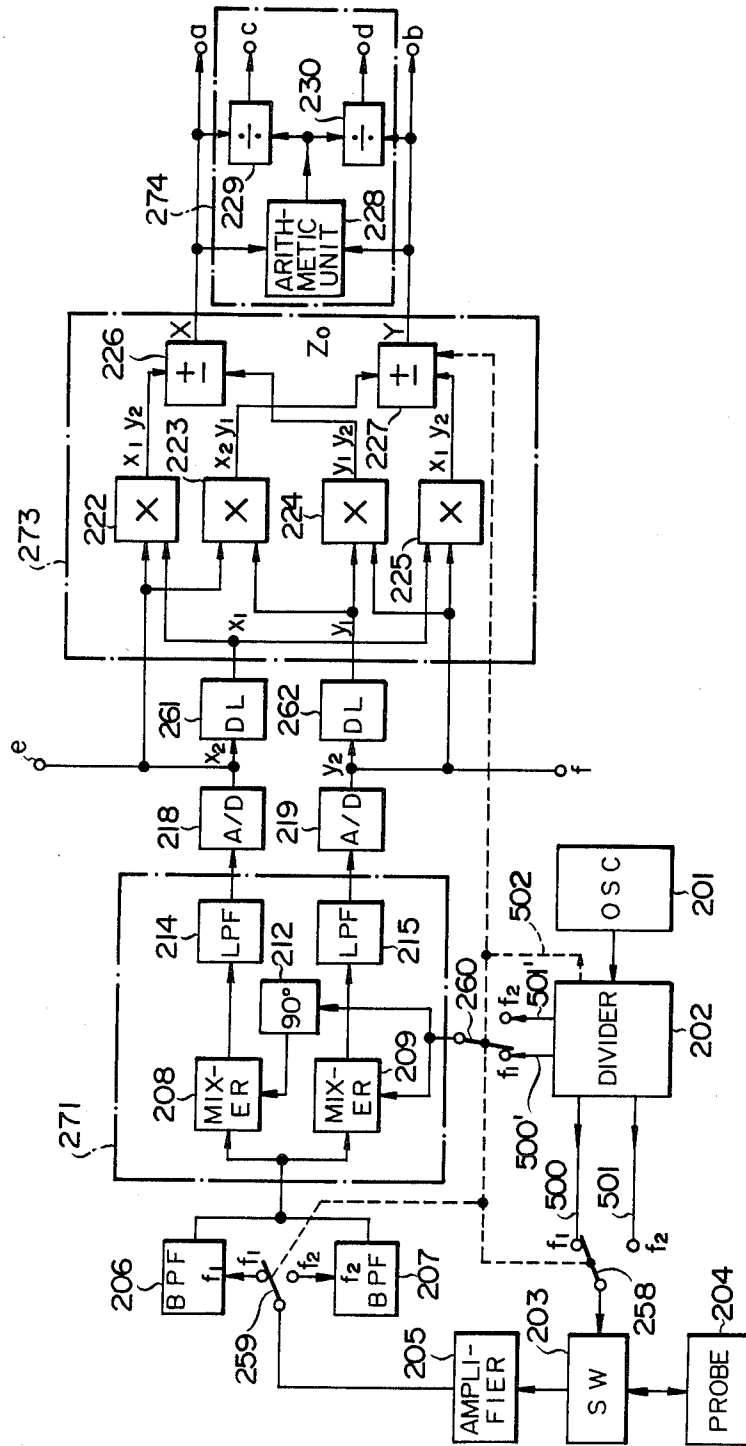 a
c
d
b
229
230
274
ARITH-
METIC
UNIT
228
X
Z0
Y
226
227
±
±
÷
÷
x1 y2
x2 y1
y1 y2
x1 y2
222
223
224
225
X
X
X
X
273
x1
y1
261
DL
262
DL
e
x2
y2
f
218
A/D
219
A/D
214
LPF
215
LPF
212
90°
208
MIX-
ER
209
MIX-
ER
271
260
f1
f2
500'
501'
502
OSC
201
DIVIDER
202
500
501
f1
f2
258
206
BPF
f1
207
BPF
f2
f1
f2
259
205
AMPLI-
FIER
203
SW
204
PROBE